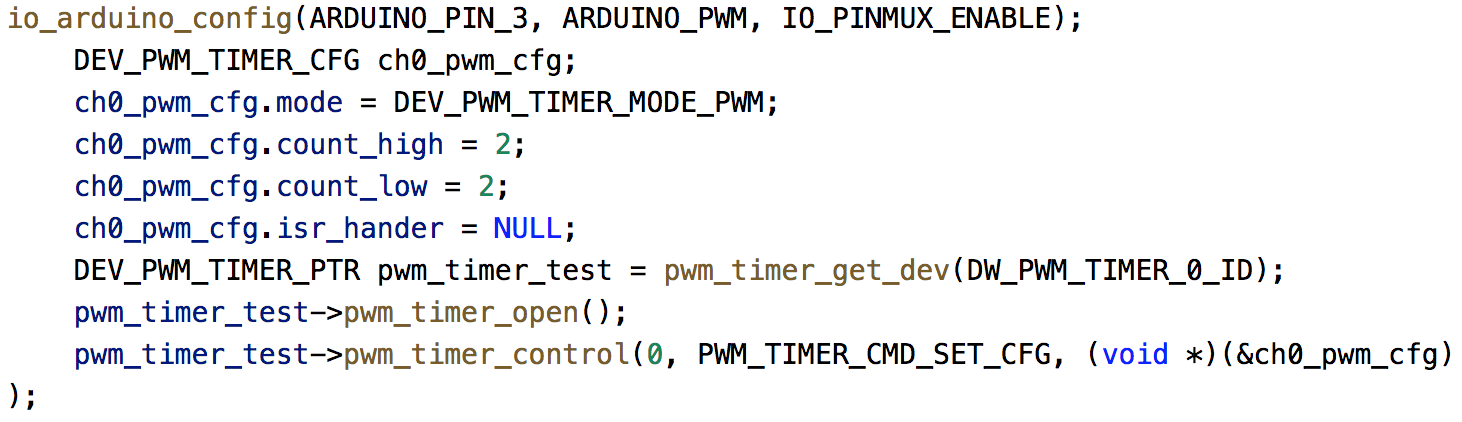 io_arduino_config(ARDUINO_PIN_3, ARDUINO_PWM, IO_PINMUX_ENABLE);
DEV_PWM_TIMER_CFG ch0_pwm_cfg;
ch0_pwm_cfg.mode = DEV_PWM_TIMER_MODE_PWM;
ch0_pwm_cfg.count_high = 2;
ch0_pwm_cfg.count_low = 2;
ch0_pwm_cfg.isr_hander = NULL;
DEV_PWM_TIMER_PTR pwm_timer_test = pwm_timer_get_dev(DW_PWM_TIMER_0_ID);
pwm_timer_test->pwm_timer_open();
pwm_timer_test->pwm_timer_control(0, PWM_TIMER_CMD_SET_CFG, (void *)(&ch0_pwm_cfg)
);